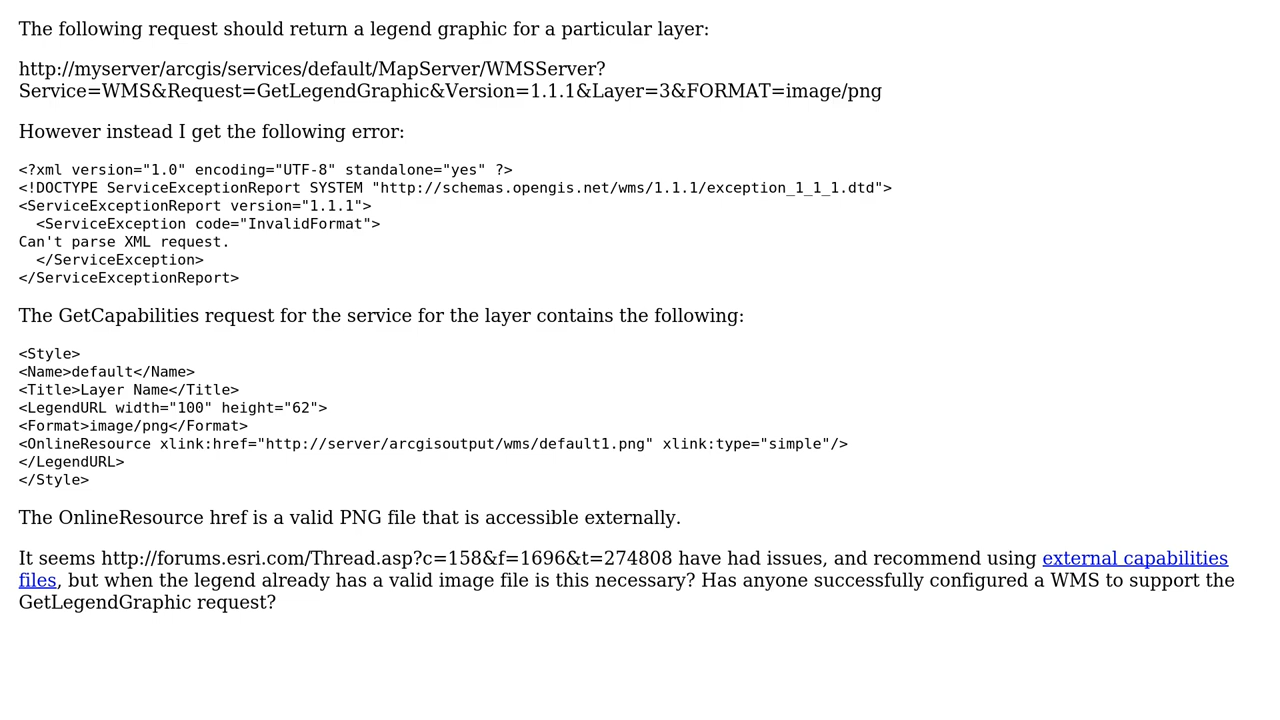 The following request should return a legend graphic for a particular layer:
http://myserver/arcgis/services/default/MapServer/WMSServer?
Service=WMS&Request=GetLegendGraphic&Version=1.1.1&Layer=3&FORMAT=image/png
However instead I get the following error:
<?xml version="1.0" encoding="UTF-8" standalone="yes" ?>
<!DOCTYPE ServiceExceptionReport SYSTEM "http://schemas.opengis.net/wms/1.1.1/exception_1_1_1.dtd">
<ServiceExceptionReport version="1.1.1">
  <ServiceException code="InvalidFormat">
Can't parse XML request.
  </ServiceException>
</ServiceExceptionReport>
The GetCapabilities request for the service for the layer contains the following:
<Style>
<Name>default</Name>
<Title>Layer Name</Title>
<LegendURL width="100" height="62">
<Format>image/png</Format>
<OnlineResource xlink:href="http://server/arcgisoutput/wms/default1.png" xlink:type="simple"/>
</LegendURL>
</Style>
The OnlineResource href is a valid PNG file that is accessible externally.
It seems http://forums.esri.com/Thread.asp?c=158&f=1696&t=274808 have had issues, and recommend using external capabilities
files, but when the legend already has a valid image file is this necessary? Has anyone successfully configured a WMS to support the
GetLegendGraphic request?